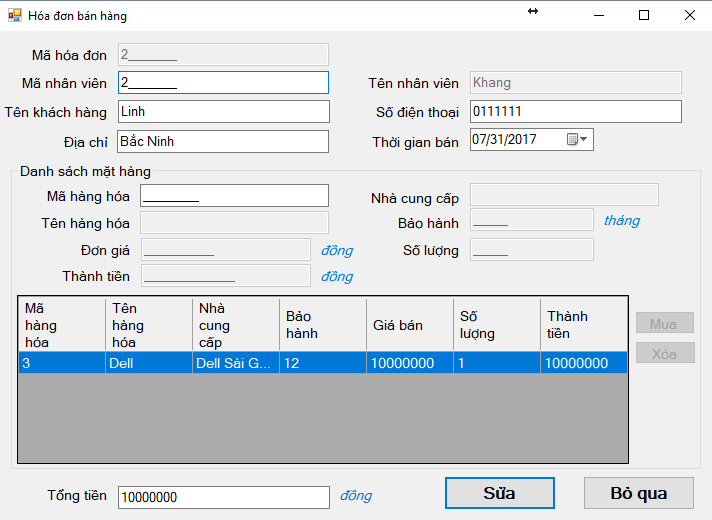 Hóa đơn bán hàng
Mã hóa đơn 2_______
Mã nhân viên 2_______ Tên nhân viên Khang
Tên khách hàng Linh Số điện thoại 0111111
Địa chỉ Bắc Ninh Thời gian bán 07/31/2017
Danh sách mặt hàng
Mã hàng hóa ________ Nhà cung cấp
Tên hàng hóa Bảo hành _____ tháng
Đơn giá __________ đồng Số lượng _____
Thành tiền _____________ đồng
Mã hàng hóa Tên hàng hóa Nhà cung cấp Bảo hành Giá bán Số lượng Thành tiền
Mua
3 Dell Dell Sài G... 12 10000000 1 10000000
Xóa
Tổng tiền 10000000 đồng Sửa Bỏ qua